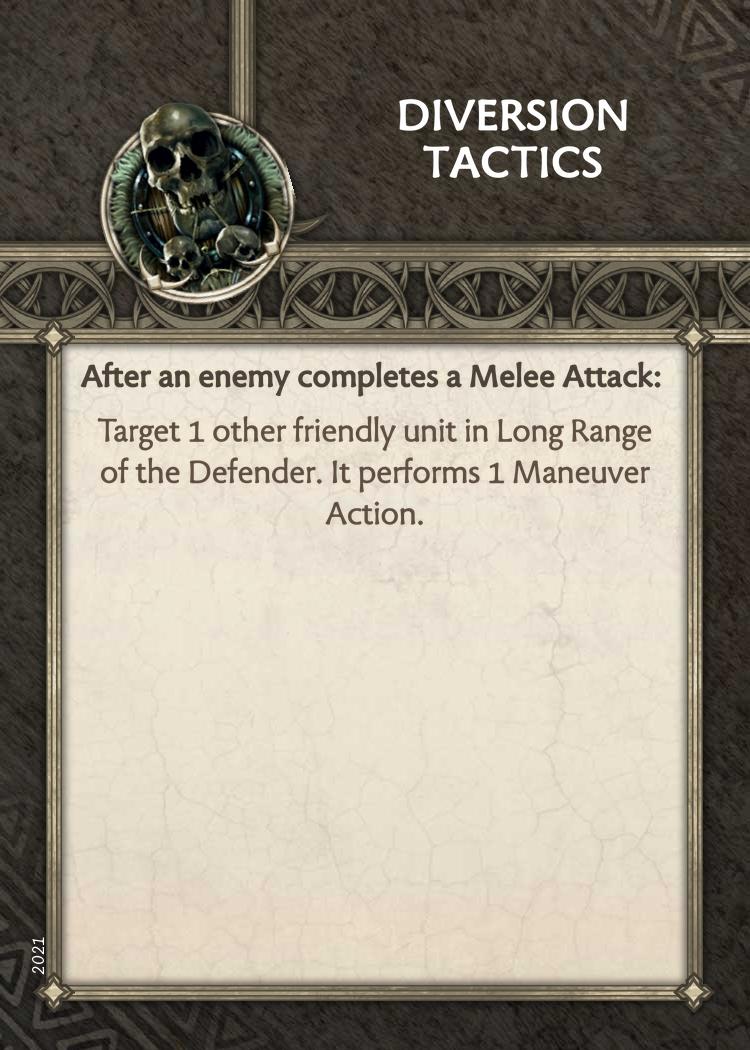 DIVERSION
TACTICS
After an enemy completes a Melee Attack:
Target 1 other friendly unit in Long Range
of the Defender. It performs 1 Maneuver
Action.
2021